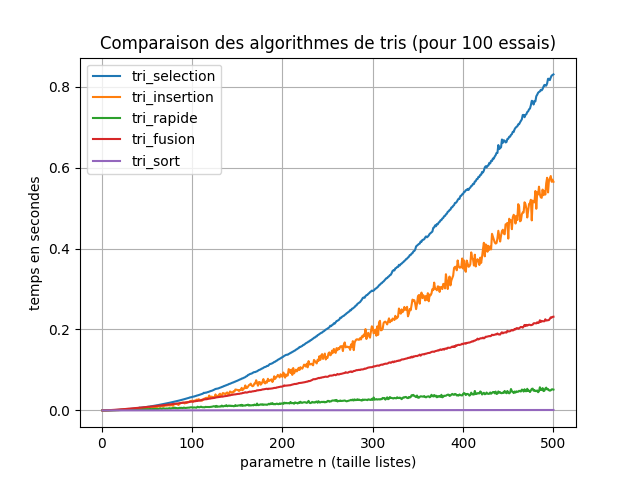 Comparaison des algorithmes de tris (pour 100 essais)
tri_selection
tri_insertion
tri_rapide
tri_fusion
tri_sort
temps en secondes
0.8
0.6
0.4
0.2
0.0
0 100 200 300 400 500
parametre n (taille listes)